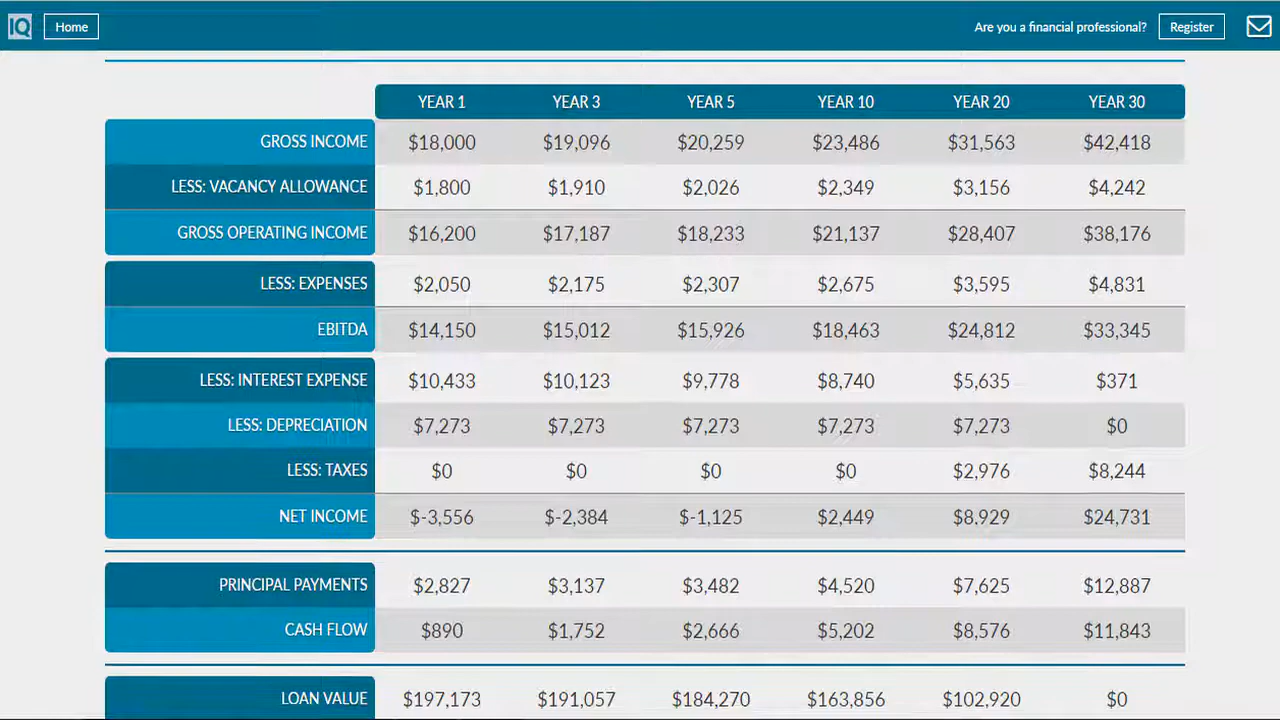 IQ Home Are you a financial professional? Register
YEAR 1 YEAR 3 YEAR 5 YEAR 10 YEAR 20 YEAR 30
GROSS INCOME $18,000 $19,096 $20,259 $23,486 $31,563 $42,418
LESS: VACANCY ALLOWANCE $1,800 $1,910 $2,026 $2,349 $3,156 $4,242
GROSS OPERATING INCOME $16,200 $17,187 $18,233 $21,137 $28,407 $38,176
LESS: EXPENSES $2,050 $2,175 $2,307 $2,675 $3,595 $4,831
EBITDA $14,150 $15,012 $15,926 $18,463 $24,812 $33,345
LESS: INTEREST EXPENSE $10,433 $10,123 $9,778 $8,740 $5,635 $371
LESS: DEPRECIATION $7,273 $7,273 $7,273 $7,273 $7,273 $0
LESS: TAXES $0 $0 $0 $0 $2,976 $8,244
NET INCOME $-3,556 $-2,384 $-1,125 $2,449 $8,929 $24,731
PRINCIPAL PAYMENTS $2,827 $3,137 $3,482 $4,520 $7,625 $12,887
CASH FLOW $890 $1,752 $2,666 $5,202 $8,576 $11,843
LOAN VALUE $197,173 $191,057 $184,270 $163,856 $102,920 $0